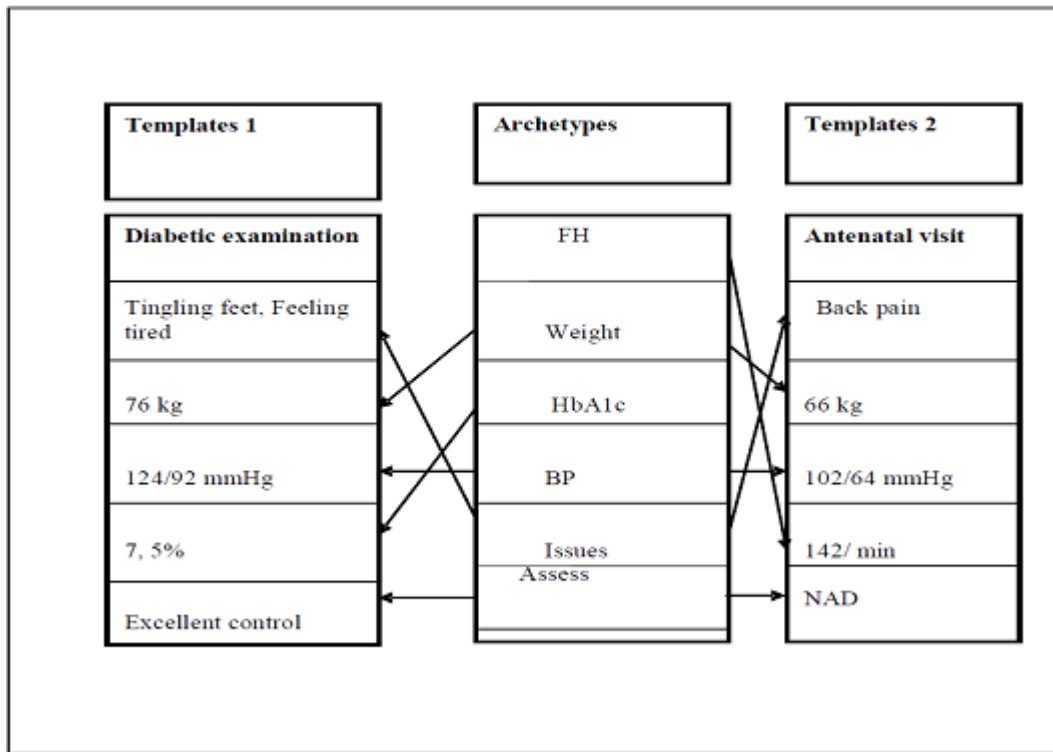 Templates 1
Archetypes
Templates 2
Diabetic examination
Tingling feet, Feeling
tired
76 kg
124/92 mmHg
7, 5%
Excellent control
FH
Weight
HbA1c
BP
Issues
Assess
Antenatal visit
Back pain
66 kg
102/64 mmHg
142/ min
NAD